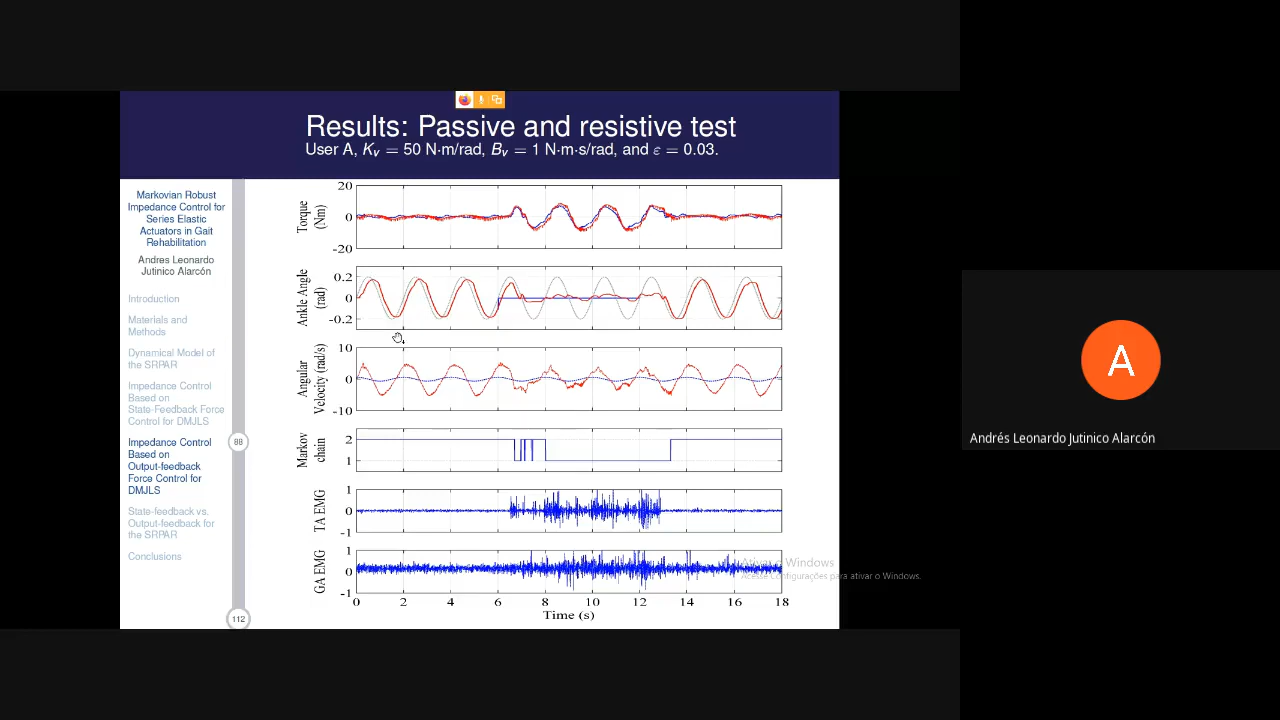 Results: Passive and resistive test
User A, Kv = 50 N·m/rad, Bv = 1 N·m·s/rad, and ε = 0.03.
Markovian Robust
Impedance Control for
Series Elastic
Actuators in Gait
Rehabilitation
Andres Leonardo
Jutinico Alarcón
Introduction
Materials and
Methods
Dynamical Model of
the SRPAR
Impedance Control
Based on
State-Feedback Force
Control for DMJLS
Impedance Control
Based on
Output-feedback
Force Control for
DMJLS
State-feedback vs.
Output-feedback for
the SRPAR
Conclusions
88
112
Torque
(Nm)
20
0
-20
Ankle Angle
(rad)
0.2
0
-0.2
Angular
Velocity (rad/s)
10
0
-10
Markov
chain
2
1
TA EMG
1
0
-1
GA EMG
1
0
-1
0 2 4 6 8 10 12 14 16 18
Time (s)
Ativar o Windows
Acesse Configurações para ativar o Windows.
A
Andrés Leonardo Jutinico Alarcón